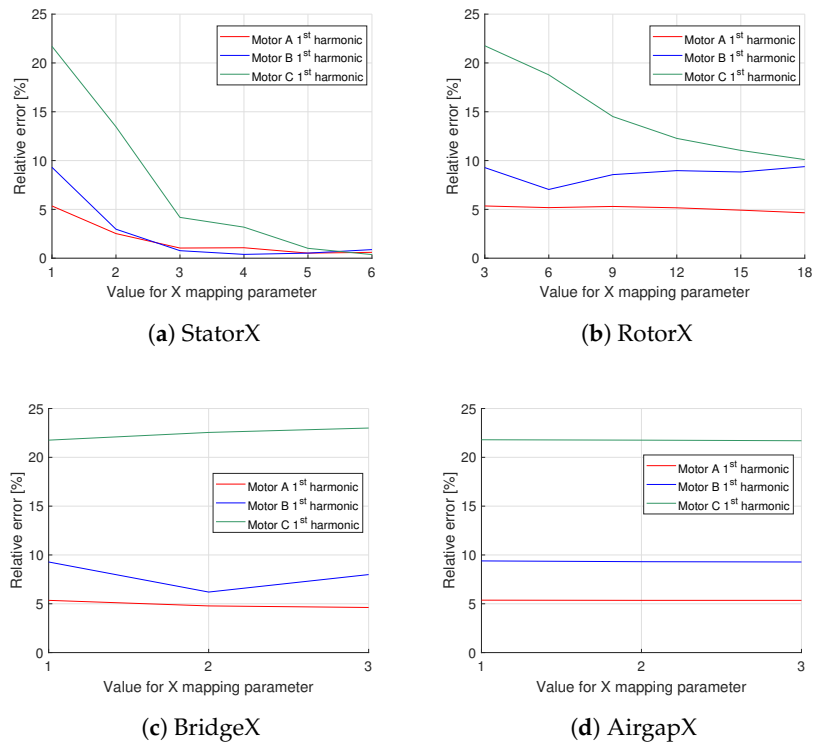 25
20
15
10
5
0
Relative error [%]
Motor A 1st harmonic
Motor B 1st harmonic
Motor C 1st harmonic
1 2 3 4 5 6
Value for X mapping parameter
(a) StatorX
25
20
15
10
5
0
Relative error [%]
Motor A 1st harmonic
Motor B 1st harmonic
Motor C 1st harmonic
3 6 9 12 15 18
Value for X mapping parameter
(b) RotorX
25
20
15
10
5
0
Relative error [%]
Motor A 1st harmonic
Motor B 1st harmonic
Motor C 1st harmonic
1 2 3
Value for X mapping parameter
(c) BridgeX
25
20
15
10
5
0
Relative error [%]
Motor A 1st harmonic
Motor B 1st harmonic
Motor C 1st harmonic
1 2 3
Value for X mapping parameter
(d) AirgapX